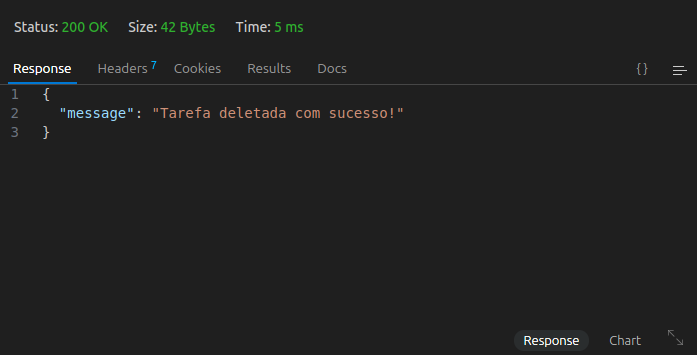 Status: 200 OK Size: 42 Bytes Time: 5 ms
Response Headers 7 Cookies Results Docs {}
1 {
2 "message": "Tarefa deletada com sucesso!"
3 }
Response Chart